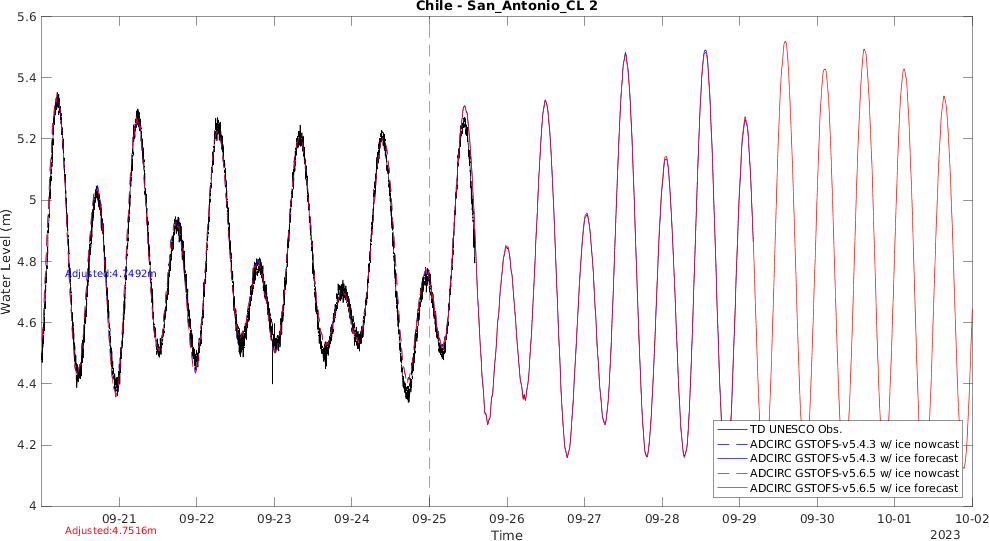 Chile - San_Antonio_CL 2
5.6
5.4
5.2
5
4.8
4.6
4.4
4.2
4
Water Level (m)
Adjusted:4.7492m
TD UNESCO Obs.
ADCIRC GSTOFS-v5.4.3 w/ ice nowcast
ADCIRC GSTOFS-v5.4.3 w/ ice forecast
ADCIRC GSTOFS-v5.6.5 w/ ice nowcast
ADCIRC GSTOFS-v5.6.5 w/ ice forecast
09-21 09-22 09-23 09-24 09-25 09-26 09-27 09-28 09-29 09-30 10-01 10-02
Adjusted:4.7516m
Time
2023